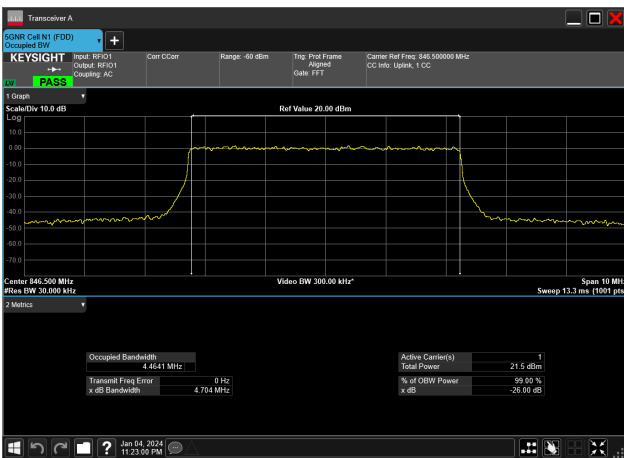 Transceiver A
5GNR Cell N1 (FDD)
Occupied BW
KEYSIGHT
Input: RFIO1
Output: RFIO1
Coupling: AC
Corr CCorr
Range: -60 dBm
Trig: Prot Frame
Aligned
Gate: FFT
Carrier Ref Freq: 846.500000 MHz
CC Info: Uplink, 1 CC
PASS
1 Graph
Scale/Div 10.0 dB
Ref Value 20.00 dBm
Log
10.0
0.00
-10.0
-20.0
-30.0
-40.0
-50.0
-60.0
-70.0
Center 846.500 MHz
Video BW 300.00 kHz*
Span 10 MHz
#Res BW 30.000 kHz
Sweep 13.3 ms (1001 pts
2 Metrics
Occupied Bandwidth
4.4641 MHz
Transmit Freq Error 0 Hz
x dB Bandwidth 4.704 MHz
Active Carrier(s) 1
Total Power 21.5 dBm
% of OBW Power 99.00 %
x dB -26.00 dB
Jan 04, 2024
11:23:00 PM